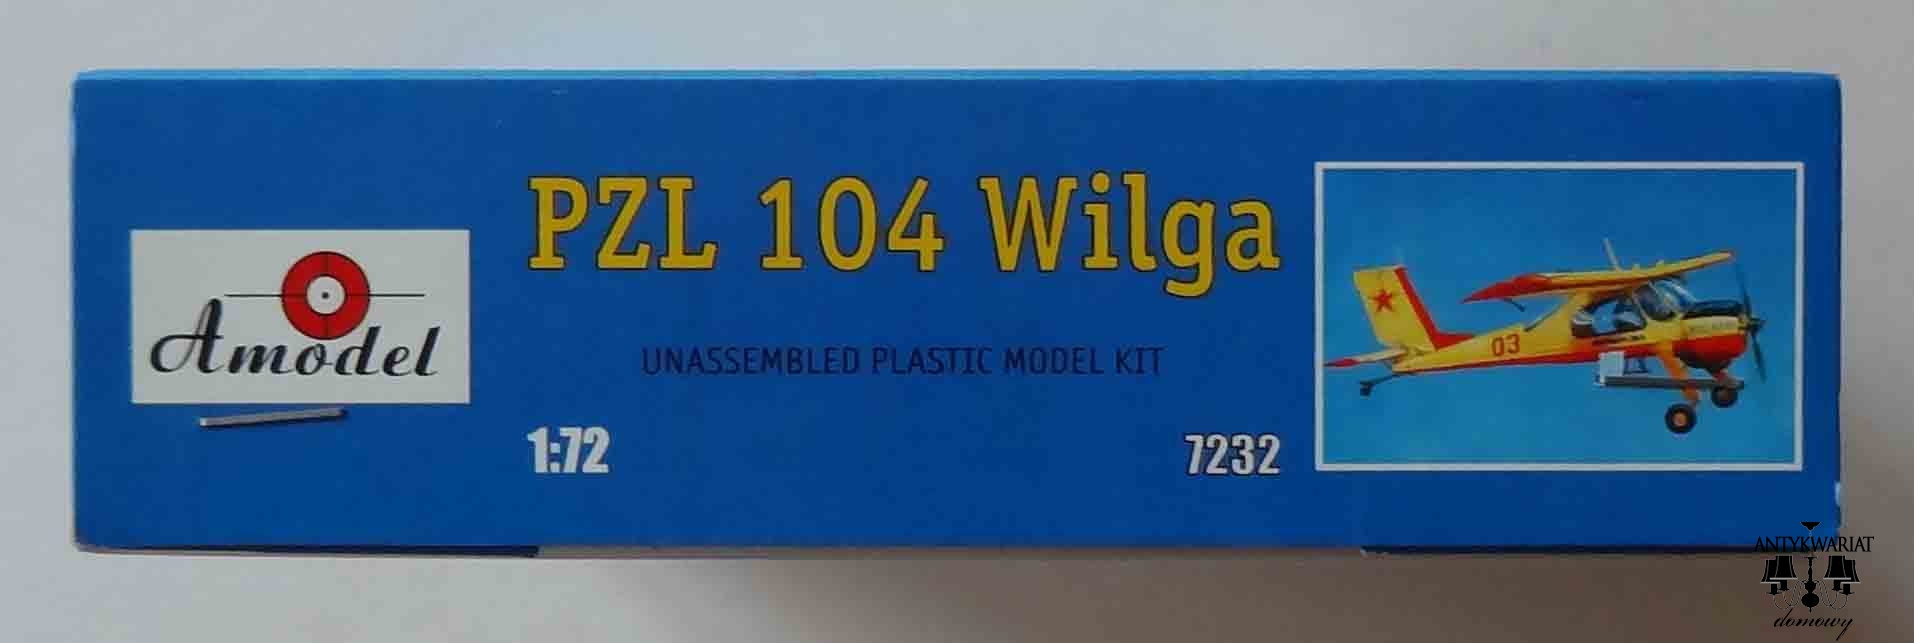 PZL 104 Wilga
Amodel
UNASSEMBLED PLASTIC MODEL KIT
1:72
7232
03
ANTYKWARIAT
domowy